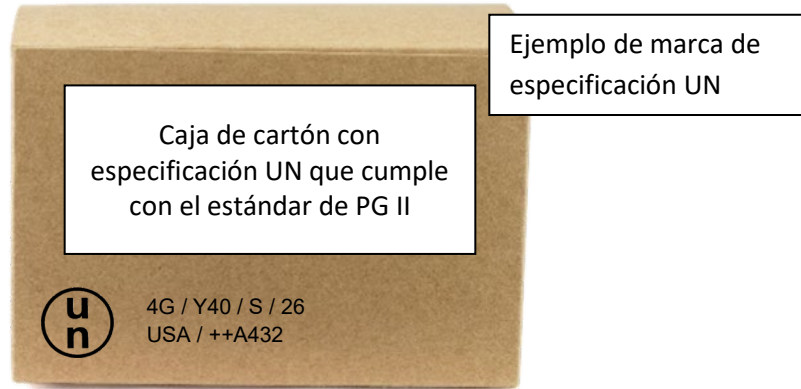 Ejemplo de marca de
especificación UN
Caja de cartón con
especificación UN que cumple
con el estándar de PG II
u
n
4G / Y40 / S / 26
USA / ++A432